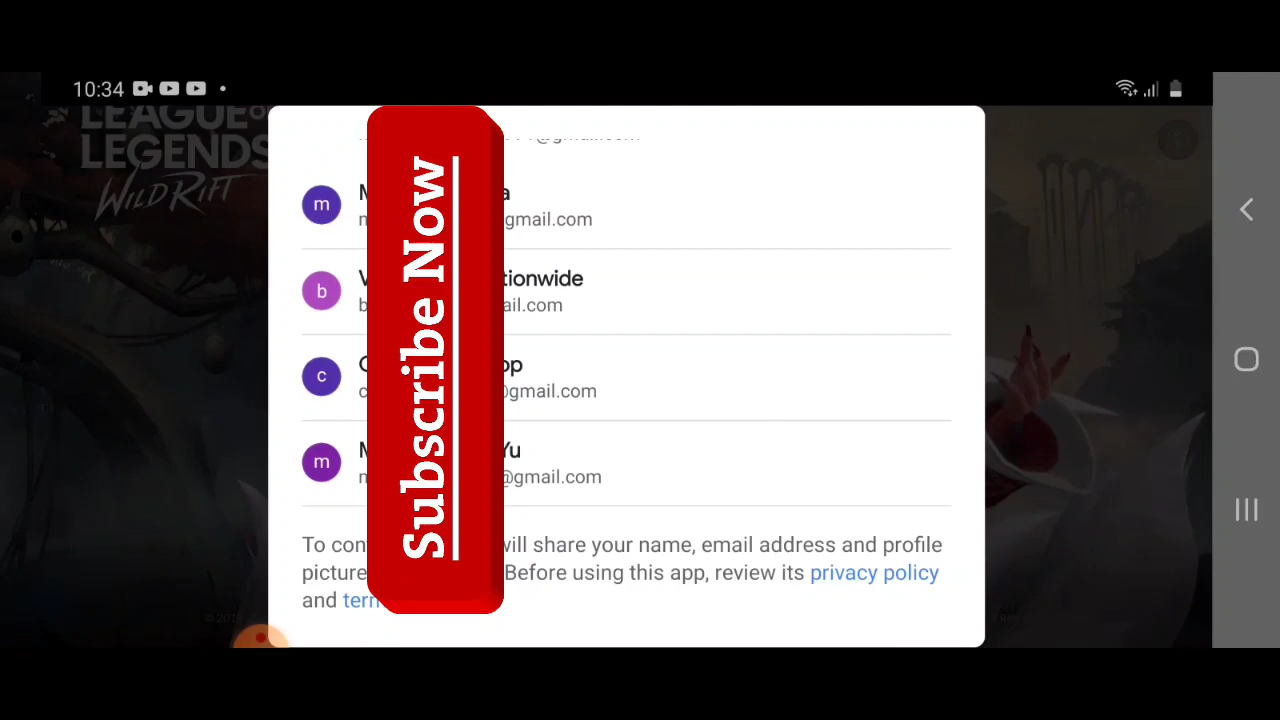 10:34
LEAGUE OF
LEGENDS
WILD RIFT
@gmail.com
m
a
gmail.com
b
tionwide
ail.com
c
op
@gmail.com
m
Yu
@gmail.com
Subscribe Now
To will share your name, email address and profile
picture Before using this app, review its privacy policy
and